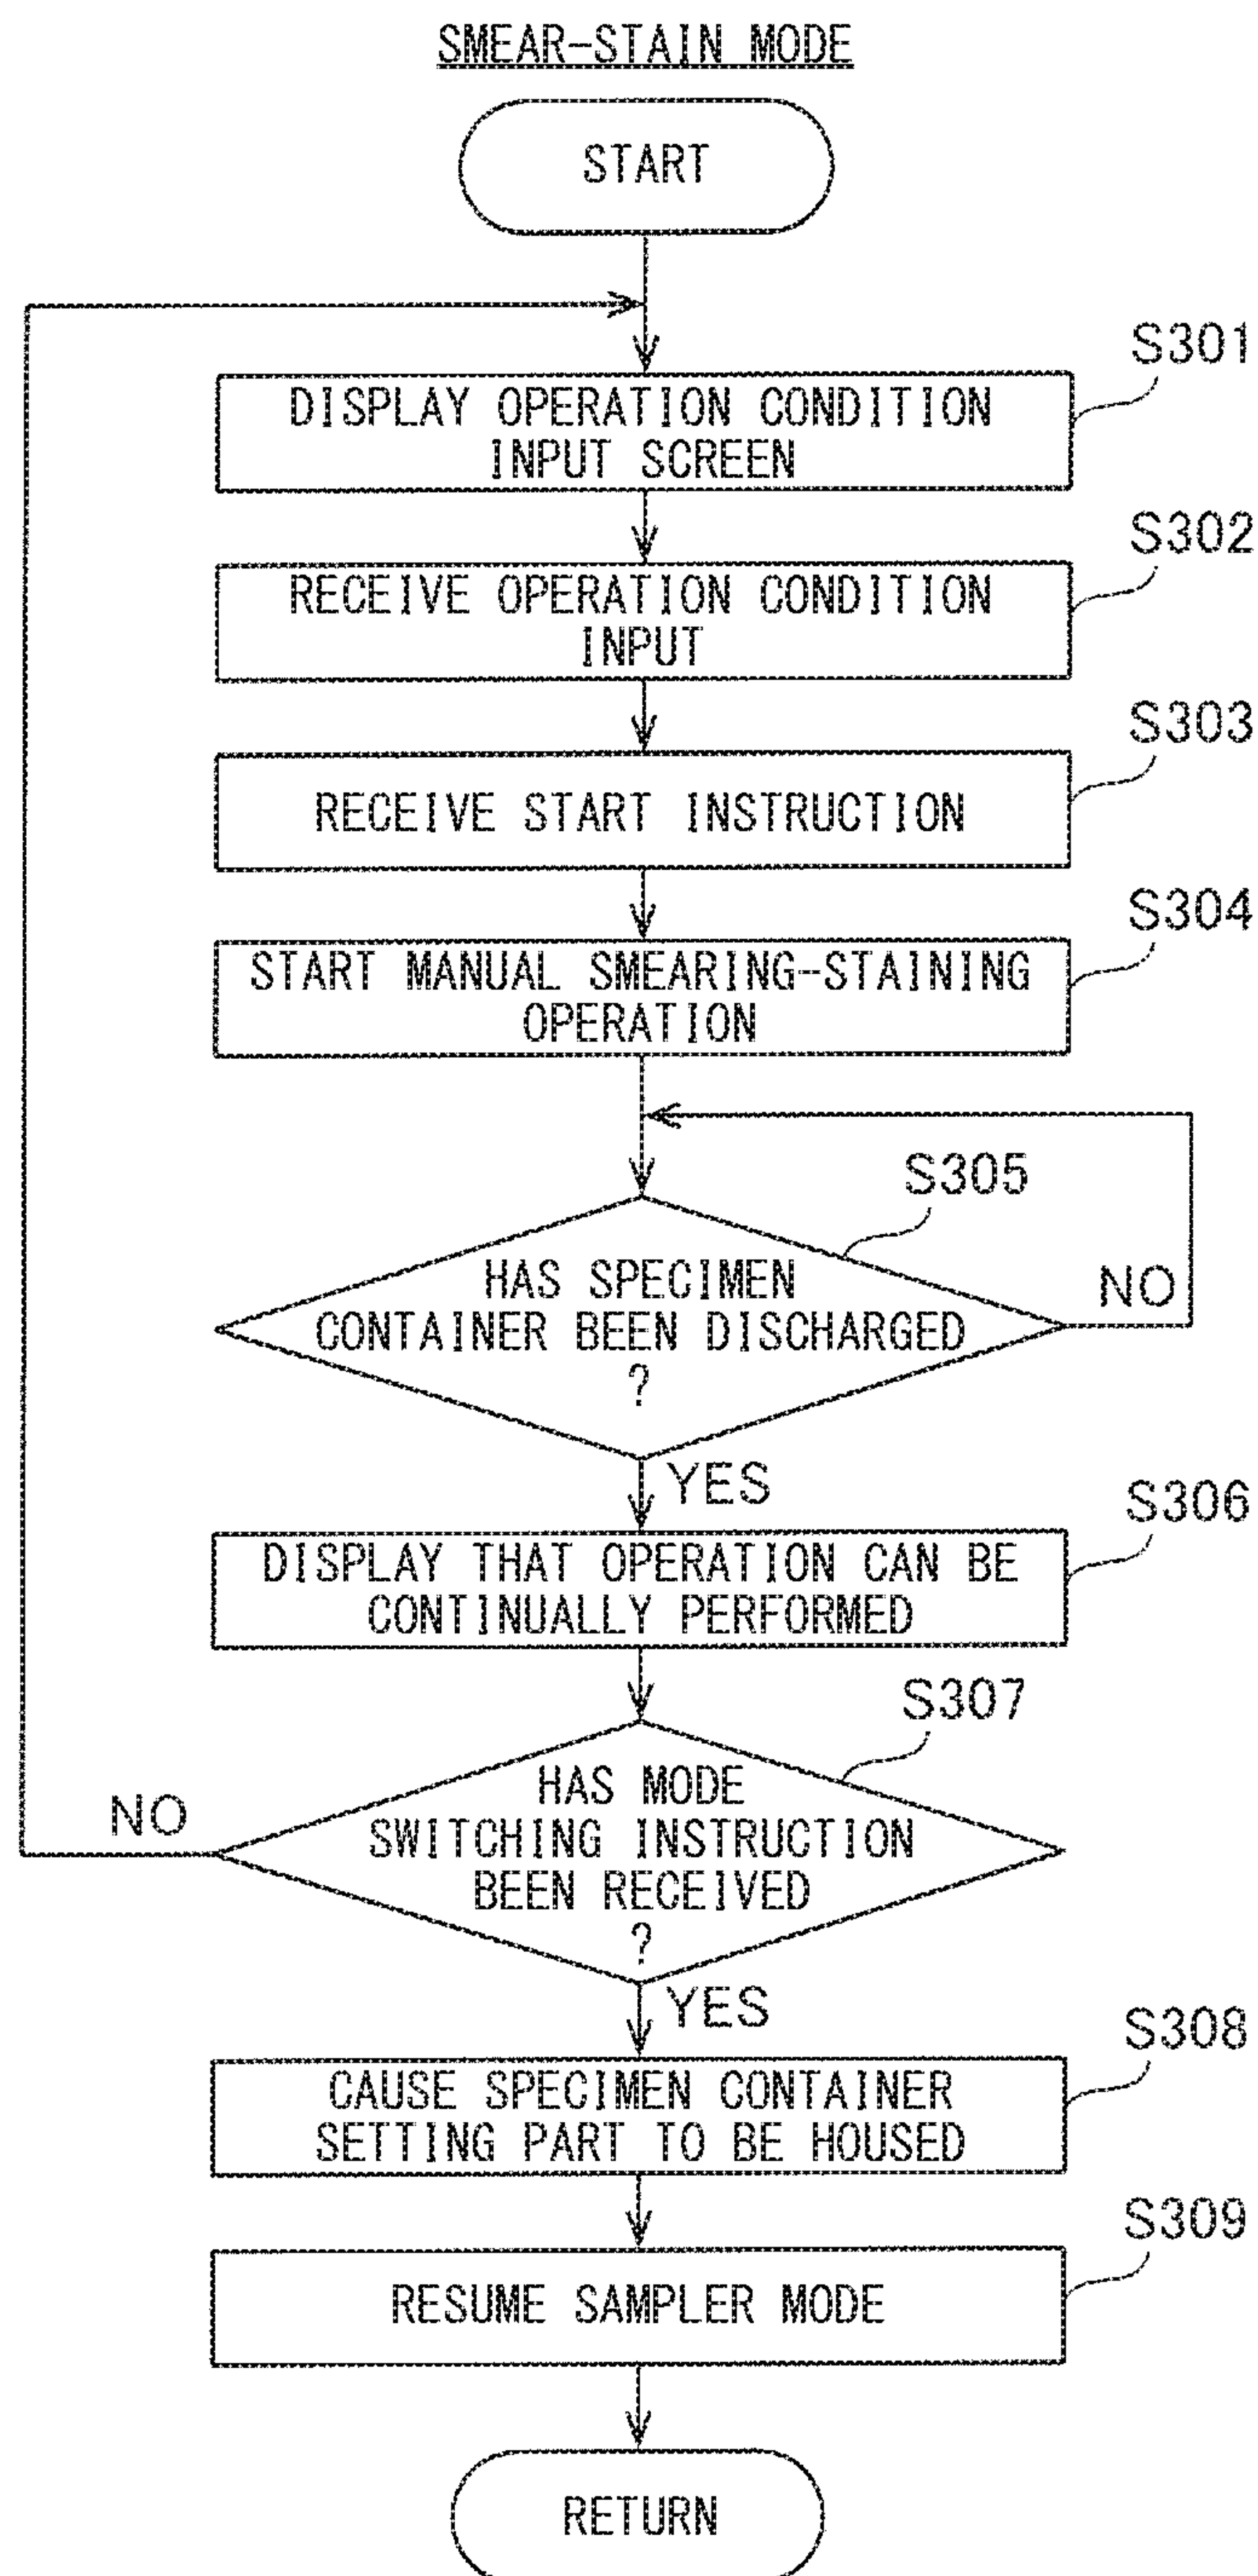 SMEAR-STAIN MODE
START
S301
DISPLAY OPERATION CONDITION
INPUT SCREEN
S302
RECEIVE OPERATION CONDITION
INPUT
S303
RECEIVE START INSTRUCTION
S304
START MANUAL SMEARING-STAINING
OPERATION
S305
HAS SPECIMEN
CONTAINER BEEN DISCHARGED
?
NO
YES
S306
DISPLAY THAT OPERATION CAN BE
CONTINUALLY PERFORMED
S307
HAS MODE
SWITCHING INSTRUCTION
BEEN RECEIVED
?
NO
YES
S308
CAUSE SPECIMEN CONTAINER
SETTING PART TO BE HOUSED
S309
RESUME SAMPLER MODE
RETURN